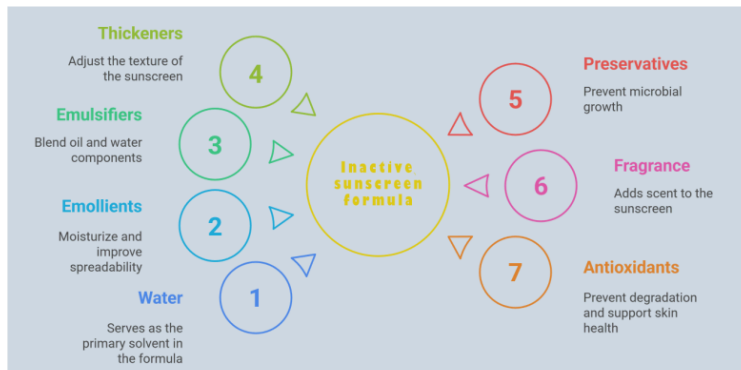 Thickeners
Adjust the texture of
the sunscreen
4
Emulsifiers
Blend oil and water
components
3
Emollients
Moisturize and
improve
spreadability
2
Water
Serves as the
primary solvent in
the formula
1
Inactive
sunscreen
formula
Preservatives
Prevent microbial
growth
5
Fragrance
Adds scent to the
sunscreen
6
Antioxidants
Prevent degradation
and support skin
health
7